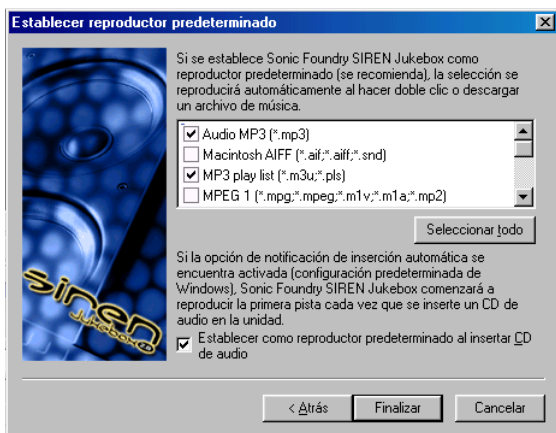 Establecer reproductor predeterminado
Si se establece Sonic Foundry SIREN Jukebox como
reproductor predeterminado (se recomienda), la selección se
reproducirá automáticamente al hacer doble clic o descargar
un archivo de música.
Audio MP3 (*.mp3)
Macintosh AIFF (*.aif;*.aiff;*.snd)
MP3 play list (*.m3u;*.pls)
MPEG 1 (*.mpg;*.mpeg;*.m1v;*.m1a;*.mp2)
Seleccionar todo
Si la opción de notificación de inserción automática se
encuentra activada (configuración predeterminada de
Windows), Sonic Foundry SIREN Jukebox comenzará a
reproducir la primera pista cada vez que se inserte un CD de
audio en la unidad.
Establecer como reproductor predeterminado al insertar CD
de audio
siren
Jukebox
< Atrás
Finalizar
Cancelar